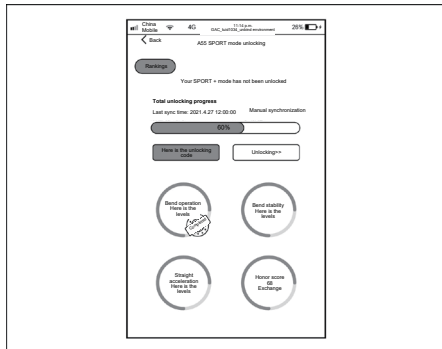 China Mobile 4G 11:14 p.m. 26%
GAC_test1034_united environment
Back
A55 SPORT mode unlocking
Rankings
Your SPORT + mode has not been unlocked
Total unlocking progress
Last sync time: 2021.4.27 12:00:00 Manual synchronization
60%
Here is the unlocking
code
Unlocking>>
Bend operation
Here is the
levels
Completed
Bend stability
Here is the
levels
Straight
acceleration
Here is the
levels
Honor score
68
Exchange